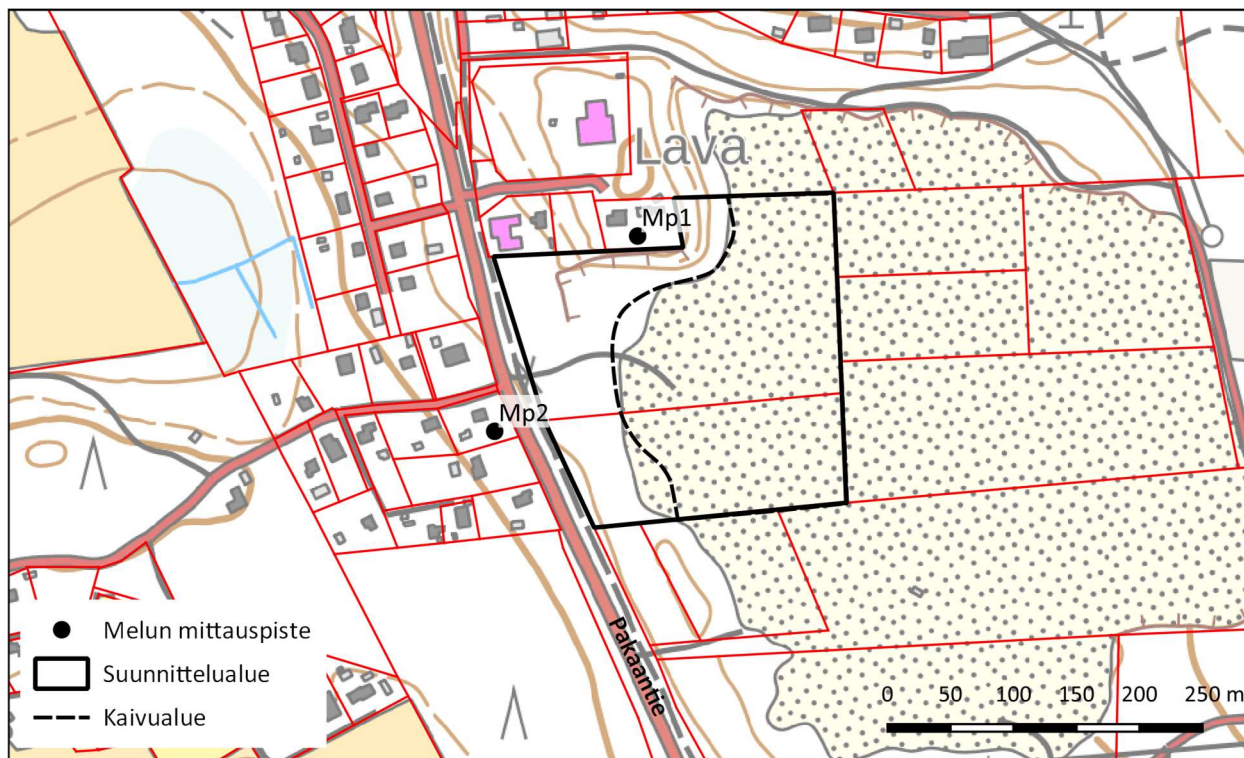 Lava
Mp1
Mp2
Pakaantie
Melun mittauspiste
Suunnittelualue
Kaivualue
0 50 100 150 200 250 m